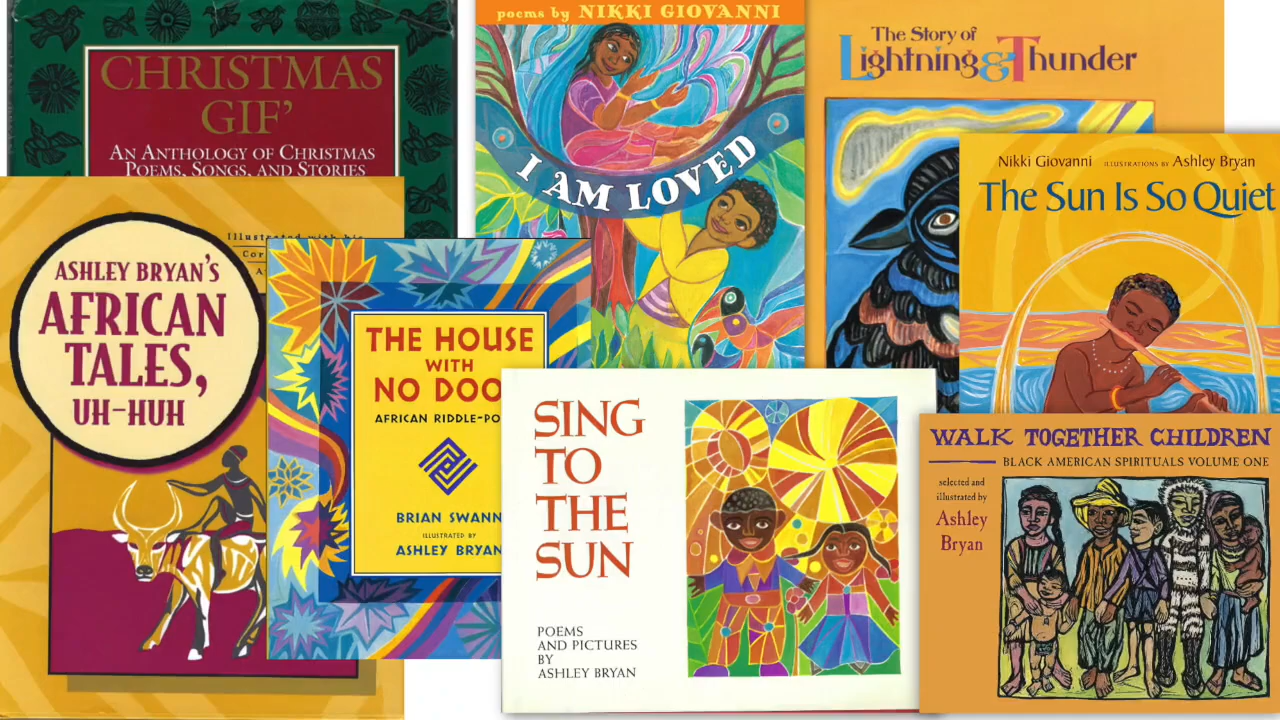 CHRISTMAS
GIF'
AN ANTHOLOGY OF CHRISTMAS
POEMS, SONGS, AND STORIES
poems by NIKKI GIOVANNI
I AM LOVED
The Story of
Lightning & Thunder
Nikki Giovanni ILLUSTRATIONS BY Ashley Bryan
The Sun Is So Quiet
Illustrated with his
ASHLEY BRYAN'S
AFRICAN
TALES,
UH-HUH
THE HOUSE
WITH
NO DOO
AFRICAN RIDDLE-PO
BRIAN SWANN
ILLUSTRATED BY
ASHLEY BRYAN
SING
TO
THE
SUN
POEMS
AND PICTURES
BY
ASHLEY BRYAN
WALK TOGETHER CHILDREN
BLACK AMERICAN SPIRITUALS VOLUME ONE
selected and
illustrated by
Ashley
Bryan